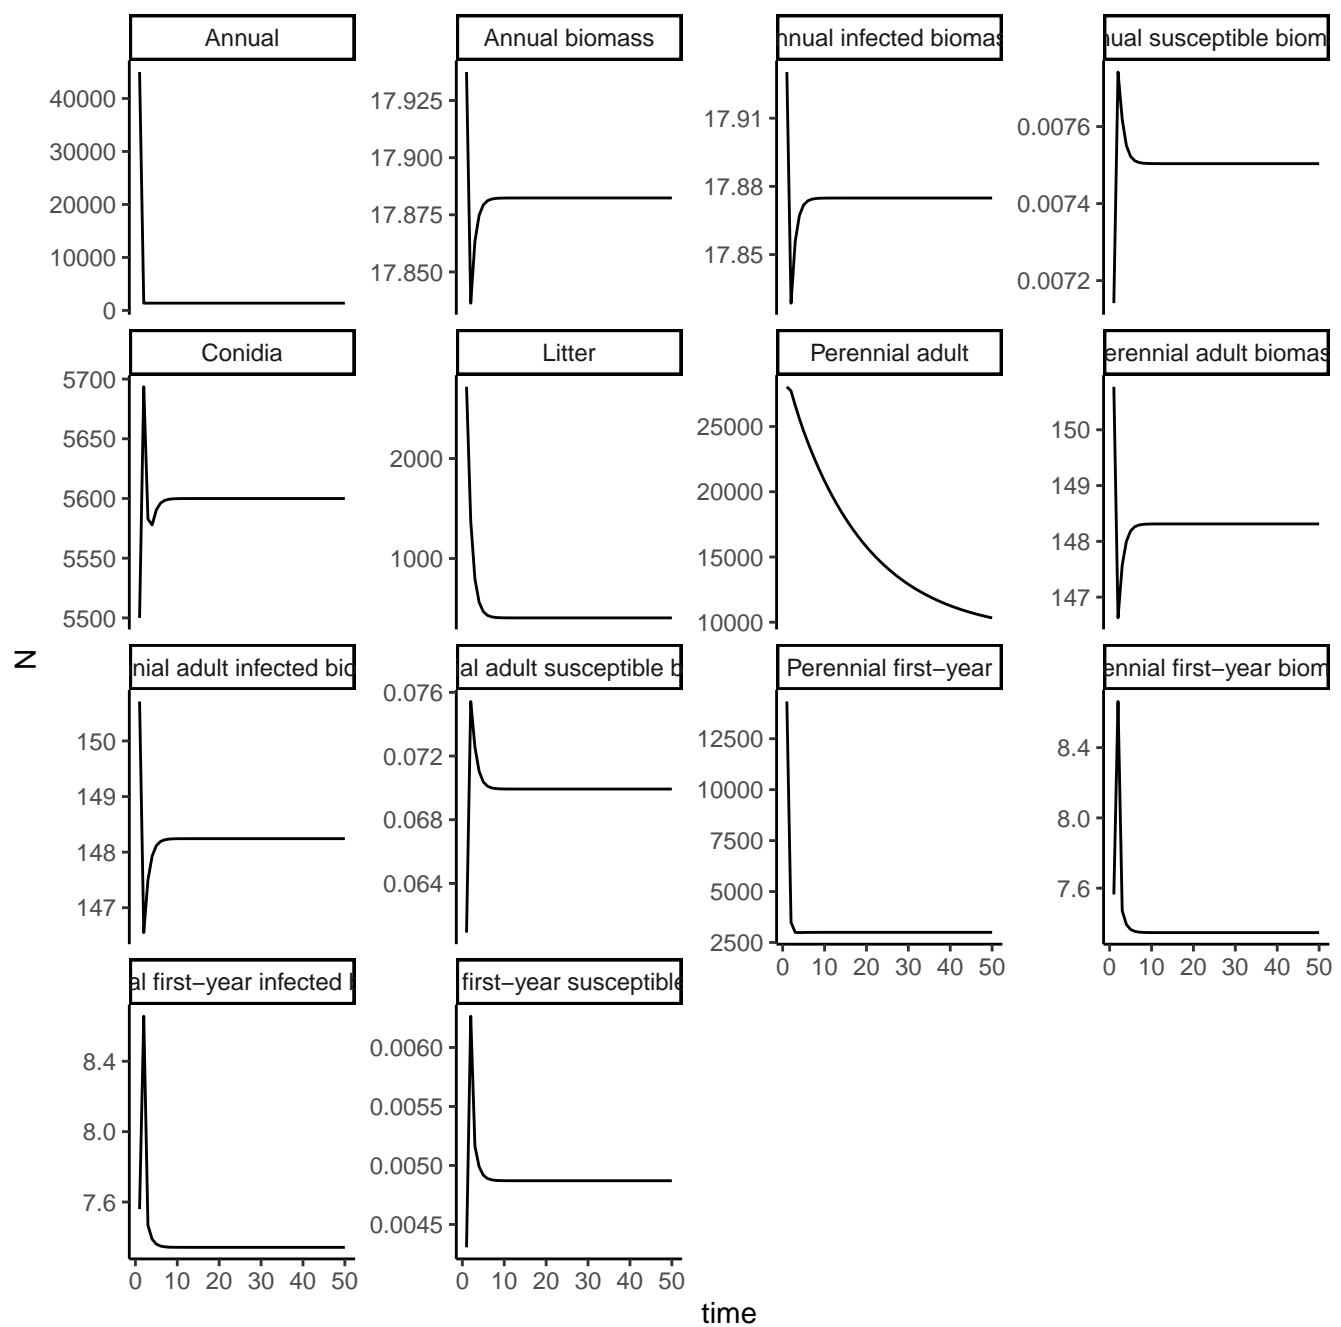 Annual
Annual biomass
nnual infected biomas
nual susceptible biom
40000
30000
20000
10000
0
17.925
17.900
17.875
17.850
17.91
17.88
17.85
0.0076
0.0074
0.0072
Conidia
Litter
Perennial adult
erennial adult biomas
5700
5650
5600
5550
5500
2000
1000
25000
20000
15000
10000
150
149
148
147
N
nial adult infected bio
al adult susceptible b
Perennial first−year
ennial first−year biom
150
149
148
147
0.076
0.072
0.068
0.064
12500
10000
7500
5000
2500
8.4
8.0
7.6
0 10 20 30 40 50
0 10 20 30 40 50
al first−year infected b
first−year susceptible
8.4
8.0
7.6
0.0060
0.0055
0.0050
0.0045
0 10 20 30 40 50
0 10 20 30 40 50
time